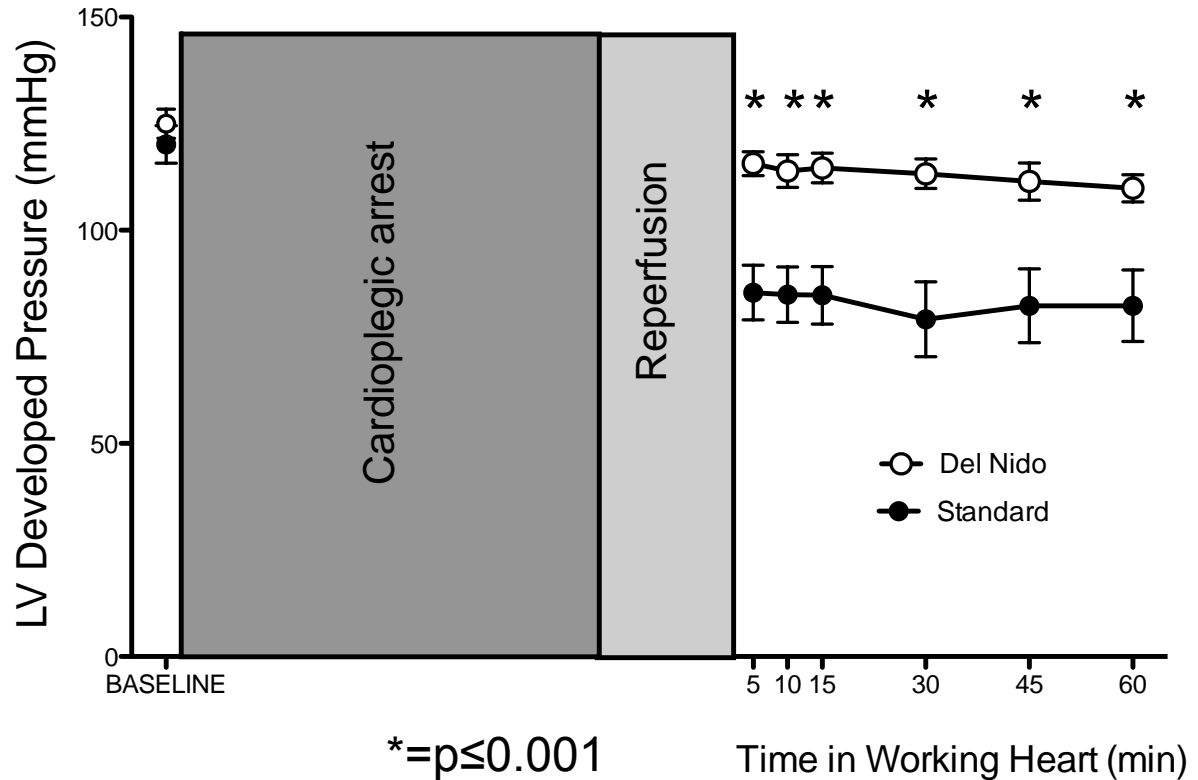 LV Developed Pressure (mmHg)
150
100
50
0
Cardioplegic arrest
Reperfusion
* * * * * *
Del Nido
Standard
BASELINE
5 10 15 30 45 60
*=p≤0.001
Time in Working Heart (min)